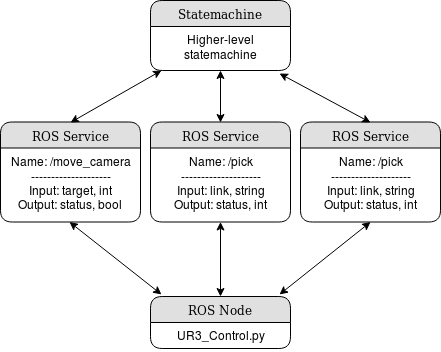 Statemachine
Higher-level
statemachine
ROS Service
Name: /move_camera
--------------------
Input: target, int
Output: status, bool
ROS Service
Name: /pick
--------------------
Input: link, string
Output: status, int
ROS Service
Name: /pick
--------------------
Input: link, string
Output: status, int
ROS Node
UR3_Control.py